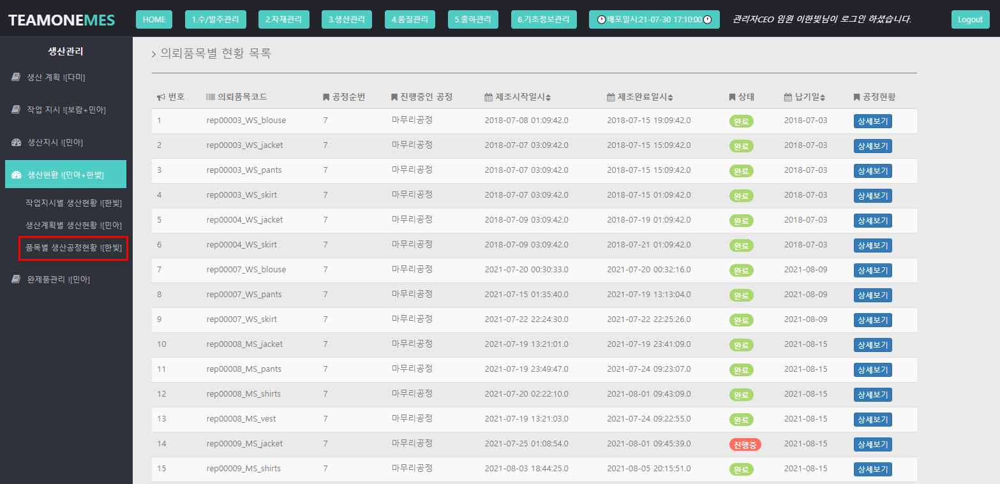 TEAMONEMES HOME 1.수/발주관리 2.자재관리 3.생산관리 4.품질관리 5.출하관리 6.기초정보관리 배포일시:21-07-30 17:10:00 관리자CEO 임원 이한빛님이 로그인 하셨습니다. Logout
생산관리
생산 계획 ![다미]
작업 지시 ![보람+민아]
생산지시 ![민아]
생산현황 ![민아+한빛]
작업지시별 생산현황 ![한빛]
생산계획별 생산현황 ![민아]
품목별 생산공정현황 ![한빛]
완제품관리 ![민아]
의뢰품목별 현황 목록
번호 의뢰품목코드 공정순번 진행중인 공정 제조시작일시 제조완료일시 상태 납기일 공정현황
1 rep00003_WS_blouse 7 마무리공정 2018-07-08 01:09:42.0 2018-07-15 19:09:42.0 완료 2018-07-03 상세보기
2 rep00003_WS_jacket 7 마무리공정 2018-07-07 03:09:42.0 2018-07-15 15:09:42.0 완료 2018-07-03 상세보기
3 rep00003_WS_pants 7 마무리공정 2018-07-07 03:09:42.0 2018-07-15 15:09:42.0 완료 2018-07-03 상세보기
4 rep00003_WS_skirt 7 마무리공정 2018-07-07 03:09:42.0 2018-07-15 01:09:42.0 완료 2018-07-03 상세보기
5 rep00004_WS_jacket 7 마무리공정 2018-07-09 03:09:42.0 2018-07-19 01:09:42.0 완료 2018-07-03 상세보기
6 rep00004_WS_skirt 7 마무리공정 2018-07-09 03:09:42.0 2018-07-21 01:09:42.0 완료 2018-07-03 상세보기
7 rep00007_WS_blouse 7 마무리공정 2021-07-20 00:30:33.0 2021-07-20 00:32:16.0 완료 2021-08-09 상세보기
8 rep00007_WS_pants 7 마무리공정 2021-07-15 01:35:40.0 2021-07-19 13:13:04.0 완료 2021-08-09 상세보기
9 rep00007_WS_skirt 7 마무리공정 2021-07-22 22:24:30.0 2021-07-22 22:25:26.0 완료 2021-08-09 상세보기
10 rep00008_MS_jacket 7 마무리공정 2021-07-19 13:21:01.0 2021-07-19 23:41:09.0 완료 2021-08-15 상세보기
11 rep00008_MS_pants 7 마무리공정 2021-07-19 23:49:47.0 2021-07-24 09:23:07.0 완료 2021-08-15 상세보기
12 rep00008_MS_shirts 7 마무리공정 2021-07-20 02:22:10.0 2021-08-01 09:43:09.0 완료 2021-08-15 상세보기
13 rep00008_MS_vest 7 마무리공정 2021-07-19 13:21:03.0 2021-07-24 09:22:55.0 완료 2021-08-15 상세보기
14 rep00009_MS_jacket 7 마무리공정 2021-07-25 01:08:54.0 2021-08-01 09:45:39.0 진행중 2021-08-15 상세보기
15 rep00009_MS_shirts 7 마무리공정 2021-08-03 18:44:25.0 2021-08-05 20:15:51.0 완료 2021-08-15 상세보기